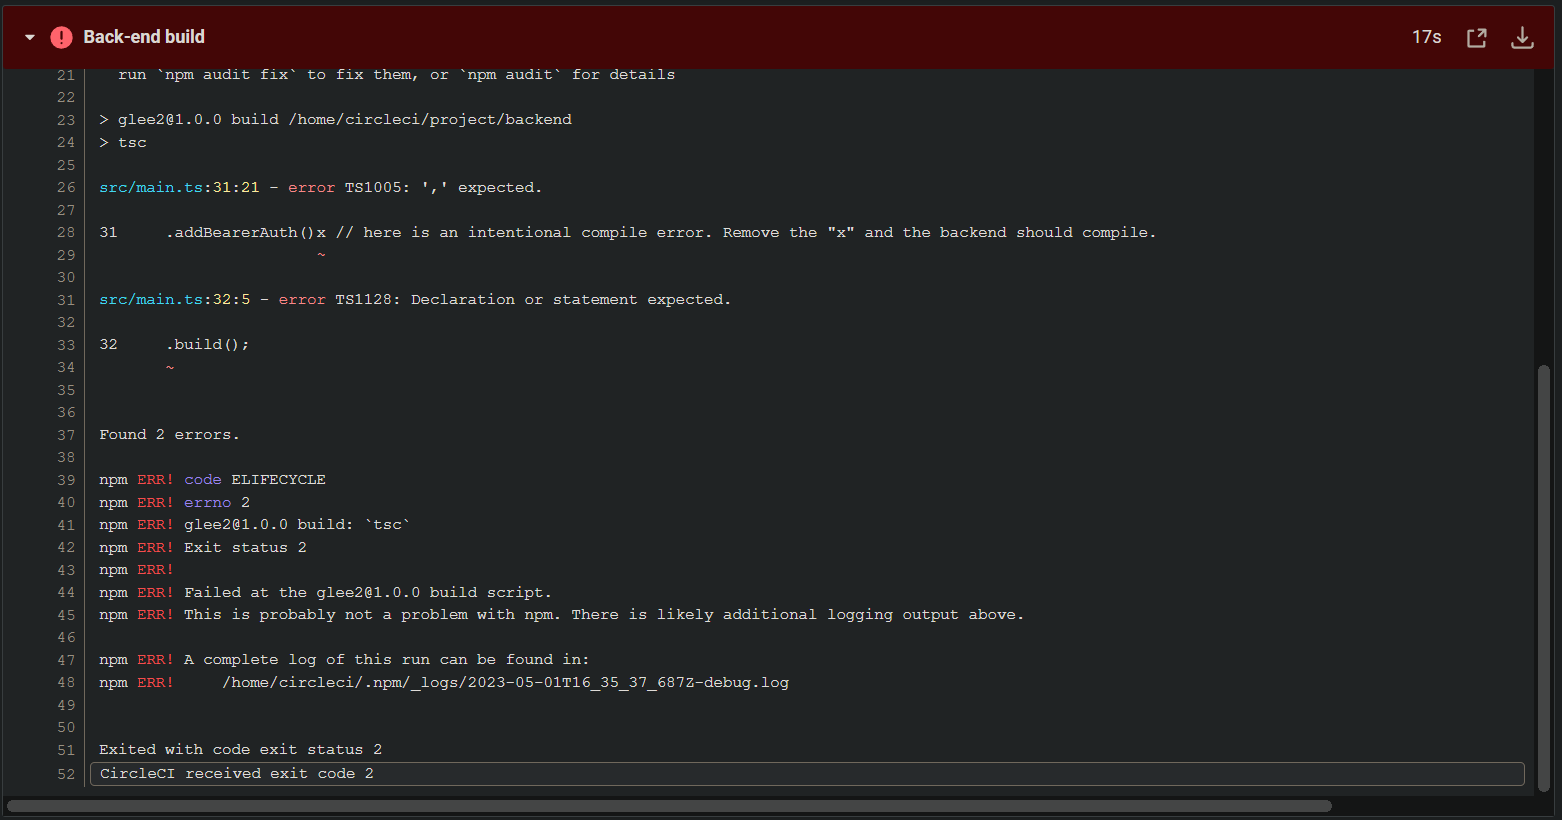 Back-end build 17s
21 run `npm audit fix` to fix them, or `npm audit` for details
22
23 > glee2@1.0.0 build /home/circleci/project/backend
24 > tsc
25
26 src/main.ts:31:21 - error TS1005: ',' expected.
27
28 31 .addBearerAuth()x // here is an intentional compile error. Remove the "x" and the backend should compile.
29 ~
30
31 src/main.ts:32:5 - error TS1128: Declaration or statement expected.
32
33 32 .build();
34 ~
35
36
37 Found 2 errors.
38
39 npm ERR! code ELIFECYCLE
40 npm ERR! errno 2
41 npm ERR! glee2@1.0.0 build: `tsc`
42 npm ERR! Exit status 2
43 npm ERR!
44 npm ERR! Failed at the glee2@1.0.0 build script.
45 npm ERR! This is probably not a problem with npm. There is likely additional logging output above.
46
47 npm ERR! A complete log of this run can be found in:
48 npm ERR! /home/circleci/.npm/_logs/2023-05-01T16_35_37_687Z-debug.log
49
50
51 Exited with code exit status 2
52 CircleCI received exit code 2